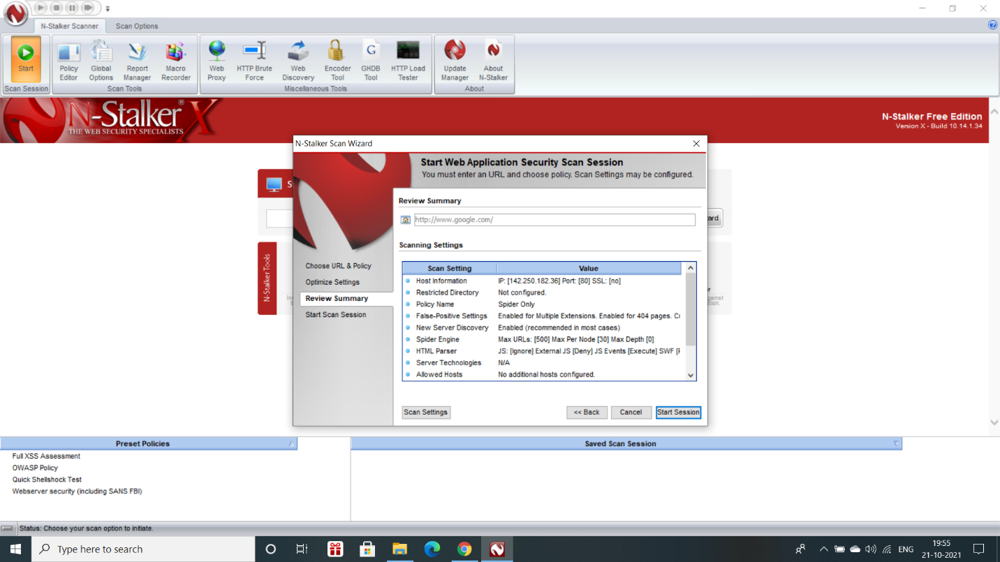 N-Stalker Scanner
Scan Options
Start
Policy Editor
Global Options
Report Manager
Macro Recorder
Web Proxy
HTTP Brute Force
Web Discovery
Encoder Tool
G
GHDB Tool
HTTP Load Tester
Update Manager
About N-Stalker
Scan Session
Scan Tools
Miscellaneous Tools
About
N-Stalker® X
THE WEB SECURITY SPECIALISTS
N-Stalker Free Edition
Version X - Build 10.14.1.34
N-Stalker Scan Wizard
Start Web Application Security Scan Session
You must enter an URL and choose policy. Scan Settings may be configured.
N-Stalker Tools
Choose URL & Policy
Optimize Settings
Review Summary
Start Scan Session
Review Summary
http://www.google.com/
Scanning Settings
Scan Setting Value
Host Information IP: [142.250.182.36] Port: [80] SSL: [no]
Restricted Directory Not configured.
Policy Name Spider Only
False-Positive Settings Enabled for Multiple Extensions. Enabled for 404 pages.
New Server Discovery Enabled (recommended in most cases)
Spider Engine Max URLs: [500] Max Per Node [30] Max Depth [0]
HTML Parser JS: [Ignore] External JS [Deny] JS Events [Execute] SWF
Server Technologies N/A
Allowed Hosts No additional hosts configured.
Scan Settings
<< Back
Cancel
Start Session
Preset Policies
Saved Scan Session
Full XSS Assessment
OWASP Policy
Quick Shellshock Test
Webserver security (including SANS FBI)
Status: Choose your scan option to initiate.
Type here to search
ENG
19:55
21-10-2021